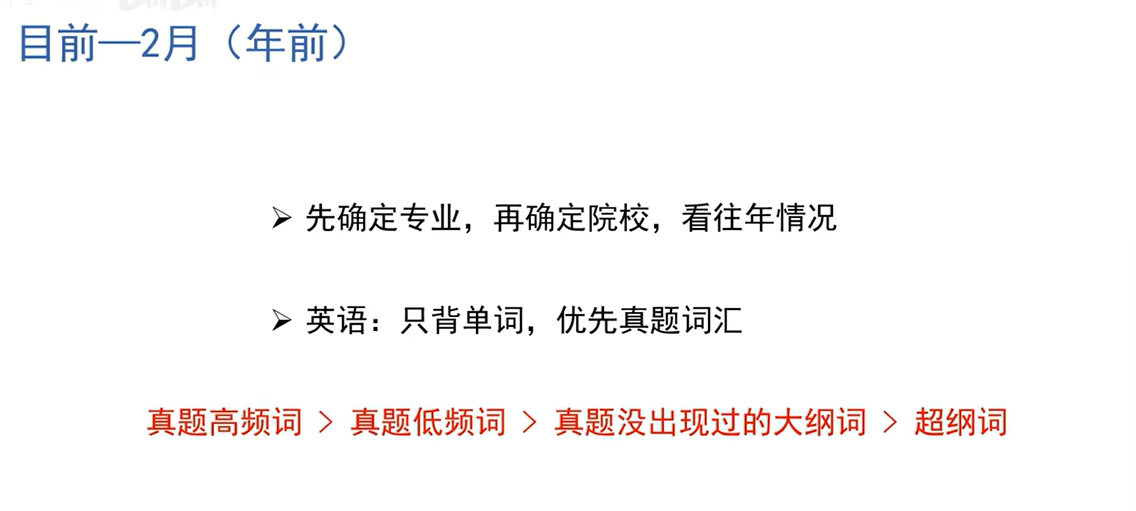 目前—2月（年前）
➢ 先确定专业，再确定院校，看往年情况
➢ 英语：只背单词，优先真题词汇
真题高频词 > 真题低频词 > 真题没出现过的大纲词 > 超纲词